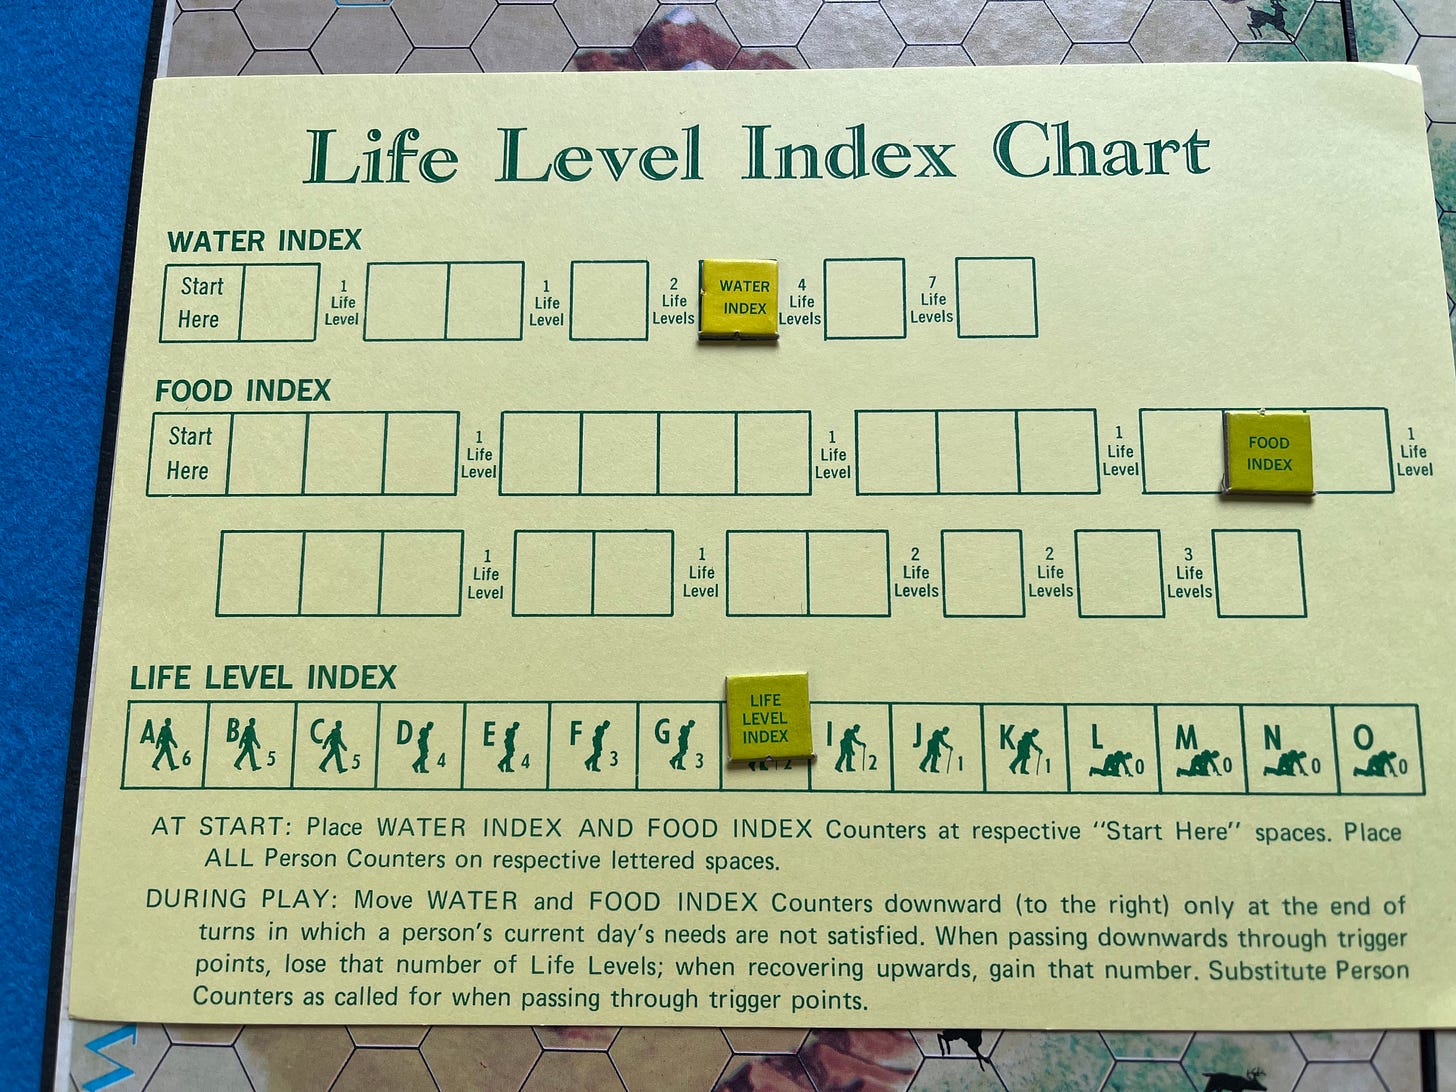 Life Level Index Chart
WATER INDEX
Start Here
1 Life Level
1 Life Level
2 Life Levels
WATER INDEX
4 Life Levels
7 Life Levels
FOOD INDEX
Start Here
1 Life Level
1 Life Level
1 Life Level
FOOD INDEX
1 Life Level
1 Life Level
1 Life Level
2 Life Levels
2 Life Levels
3 Life Levels
LIFE LEVEL INDEX
LIFE LEVEL INDEX
A 6 B 5 C 5 D 4 E 4 F 3 G 3 2 I 2 J 1 K 1 L 0 M 0 N 0 O 0
AT START: Place WATER INDEX AND FOOD INDEX Counters at respective "Start Here" spaces. Place
ALL Person Counters on respective lettered spaces.
DURING PLAY: Move WATER and FOOD INDEX Counters downward (to the right) only at the end of
turns in which a person's current day's needs are not satisfied. When passing downwards through trigger
points, lose that number of Life Levels; when recovering upwards, gain that number. Substitute Person
Counters as called for when passing through trigger points.